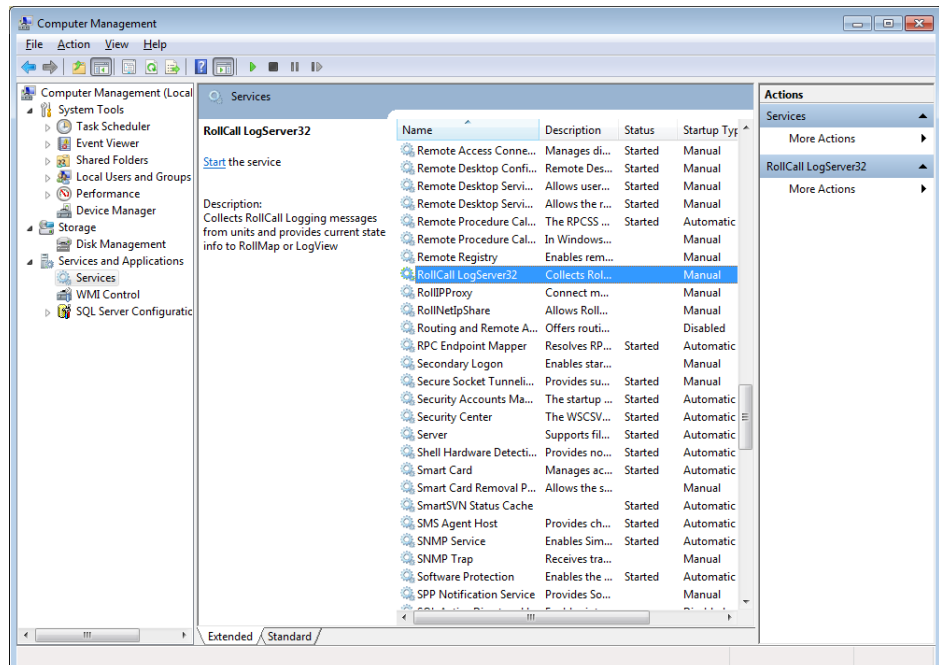 Computer Management
File Action View Help
Computer Management (Local
System Tools
Task Scheduler
Event Viewer
Shared Folders
Local Users and Groups
Performance
Device Manager
Storage
Disk Management
Services and Applications
Services
WMI Control
SQL Server Configuratic
Services
RollCall LogServer32
Start the service
Description:
Collects RollCall Logging messages
from units and provides current state
info to RollMap or LogView
Name Description Status Startup Typ
Remote Access Conne... Manages di... Started Manual
Remote Desktop Confi... Remote Des... Started Manual
Remote Desktop Servi... Allows user... Started Manual
Remote Desktop Servi... Allows the r... Started Manual
Remote Procedure Cal... The RPCSS ... Started Automatic
Remote Procedure Cal... In Windows... Manual
Remote Registry Enables rem... Manual
RollCall LogServer32 Collects Rol... Manual
RollIPProxy Connect m... Manual
RollNetIpShare Allows Roll... Manual
Routing and Remote A... Offers routi... Disabled
RPC Endpoint Mapper Resolves RP... Started Automatic
Secondary Logon Enables star... Manual
Secure Socket Tunneli... Provides su... Started Manual
Security Accounts Ma... The startup ... Started Automatic
Security Center The WSCSV... Started Automatic
Server Supports fil... Started Automatic
Shell Hardware Detecti... Provides no... Started Automatic
Smart Card Manages ac... Started Automatic
Smart Card Removal P... Allows the s... Manual
SmartSVN Status Cache Started Automatic
SMS Agent Host Provides ch... Started Automatic
SNMP Service Enables Sim... Started Automatic
SNMP Trap Receives tra... Manual
Software Protection Enables the ... Started Automatic
SPP Notification Service Provides So... Manual
Extended Standard
Actions
Services
More Actions
RollCall LogServer32
More Actions